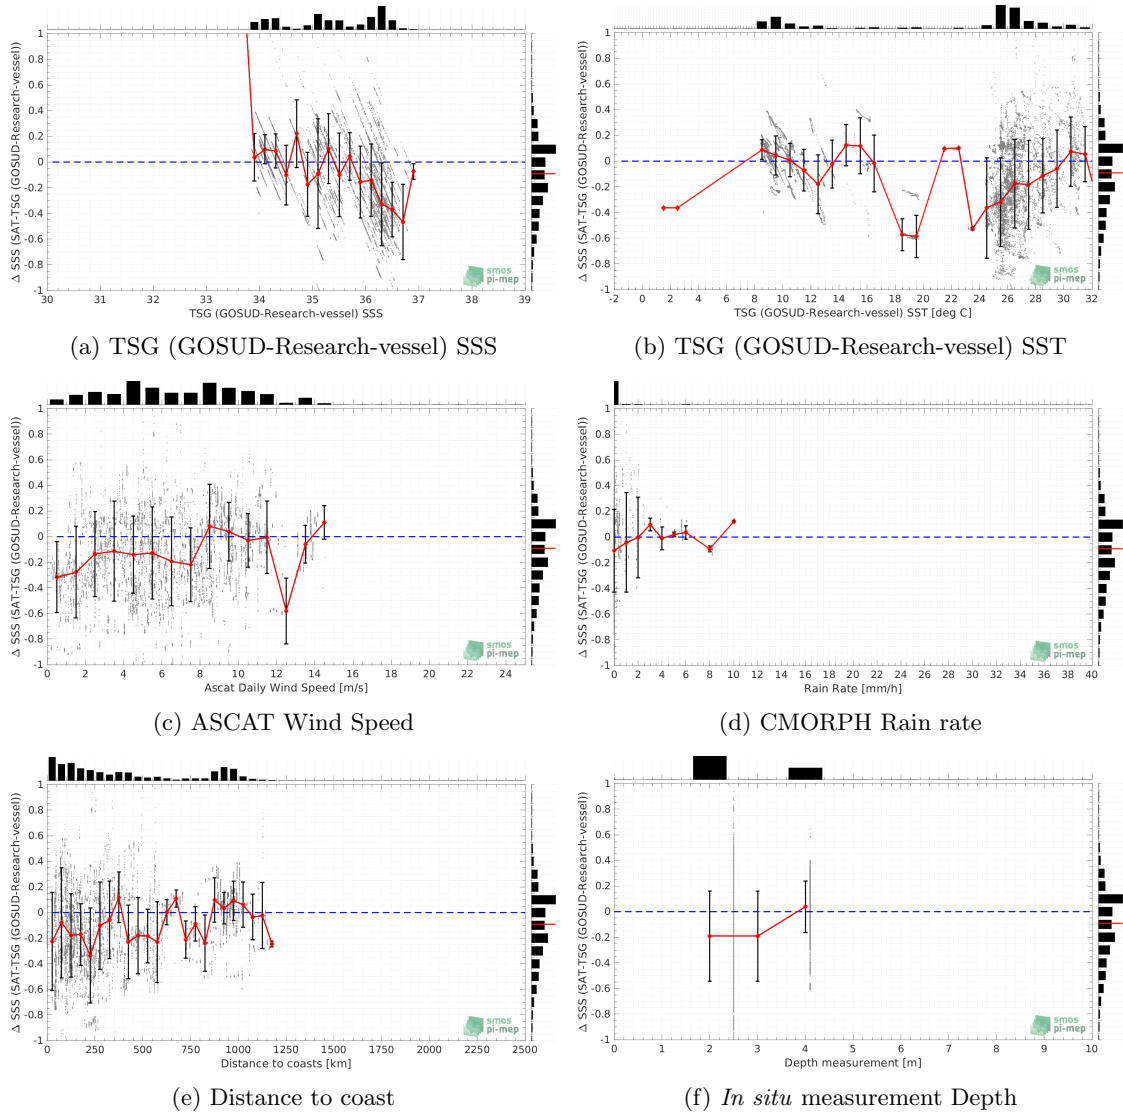 1
0.8
0.6
0.4
0.2
0
-0.2
-0.4
-0.6
-0.8
-1
Δ SSS (SAT-TSG (GOSUD-Research-vessel))
30 31 32 33 34 35 36 37 38 39
TSG (GOSUD-Research-vessel) SSS
smos
pi-mep
(a) TSG (GOSUD-Research-vessel) SSS
1
0.8
0.6
0.4
0.2
0
-0.2
-0.4
-0.6
-0.8
-1
Δ SSS (SAT-TSG (GOSUD-Research-vessel))
-2 0 2 4 6 8 10 12 14 16 18 20 22 24 26 28 30 32
TSG (GOSUD-Research-vessel) SST [deg C]
smos
pi-mep
(b) TSG (GOSUD-Research-vessel) SST
1
0.8
0.6
0.4
0.2
0
-0.2
-0.4
-0.6
-0.8
-1
Δ SSS (SAT-TSG (GOSUD-Research-vessel))
0 2 4 6 8 10 12 14 16 18 20 22 24
Ascat Daily Wind Speed [m/s]
smos
pi-mep
(c) ASCAT Wind Speed
1
0.8
0.6
0.4
0.2
0
-0.2
-0.4
-0.6
-0.8
-1
Δ SSS (SAT-TSG (GOSUD-Research-vessel))
0 2 4 6 8 10 12 14 16 18 20 22 24 26 28 30 32 34 36 38 40
Rain Rate [mm/h]
smos
pi-mep
(d) CMORPH Rain rate
1
0.8
0.6
0.4
0.2
0
-0.2
-0.4
-0.6
-0.8
-1
Δ SSS (SAT-TSG (GOSUD-Research-vessel))
0 250 500 750 1000 1250 1500 1750 2000 2250 2500
Distance to coasts [km]
smos
pi-mep
(e) Distance to coast
1
0.8
0.6
0.4
0.2
0
-0.2
-0.4
-0.6
-0.8
-1
Δ SSS (SAT-TSG (GOSUD-Research-vessel))
0 1 2 3 4 5 6 7 8 9 10
Depth measurement [m]
smos
pi-mep
(f) In situ measurement Depth